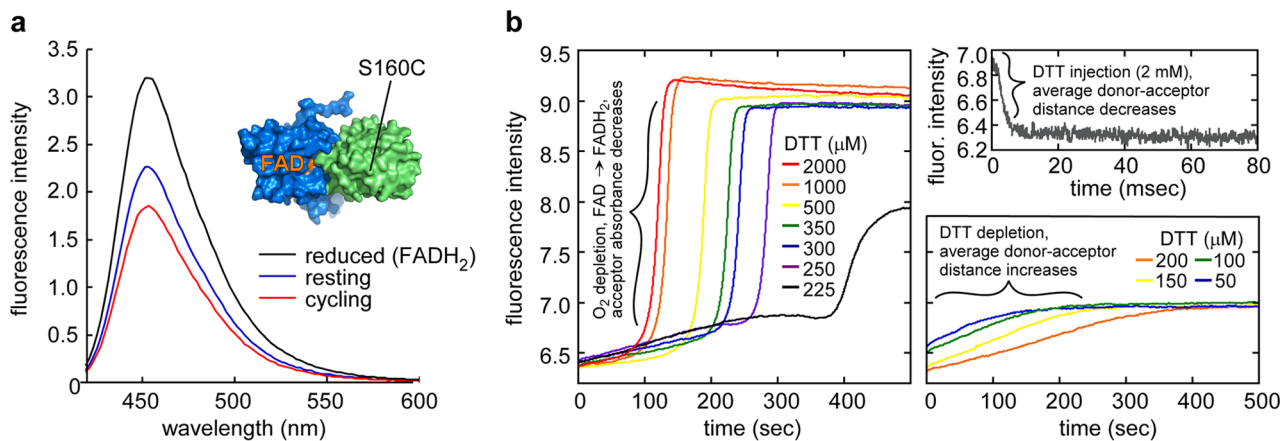 a
3.5
3.0
2.5
2.0
1.5
1.0
0.5
0
450
500
550
600
fluorescence intensity
wavelength (nm)
S160C
FAD
reduced (FADH2)
resting
cycling
b
9.5
9.0
8.5
8.0
7.5
7.0
6.5
0
100
200
300
400
fluorescence intensity
time (sec)
O2 depletion, FAD → FADH2,
acceptor absorbance decreases
DTT (μM)
2000
1000
500
350
300
250
225
7.0
6.8
6.6
6.4
6.2
0
20
40
60
80
fluor. intensity
time (msec)
DTT injection (2 mM),
average donor-acceptor
distance decreases
DTT depletion,
average donor-acceptor
distance increases
DTT (μM)
200 100
150 50
0
100
200
300
400
500
time (sec)